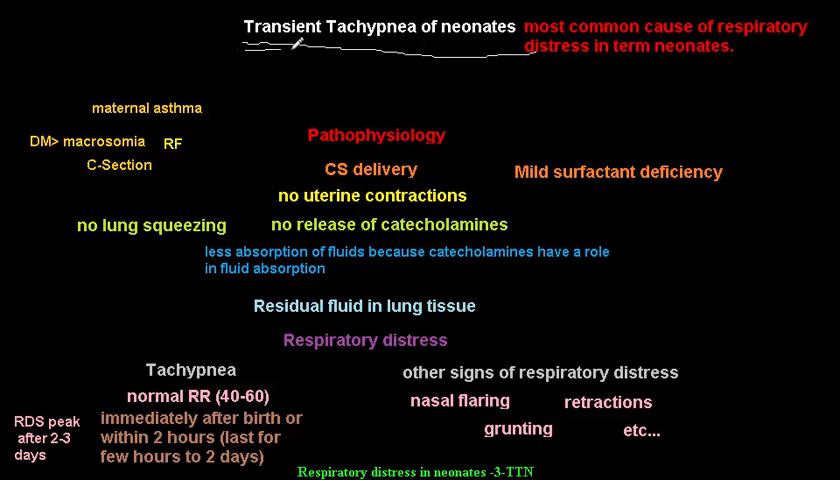 Transient Tachypnea of neonates most common cause of respiratory
distress in term neonates.
maternal asthma
DM> macrosomia RF
C-Section
Pathophysiology
CS delivery
Mild surfactant deficiency
no uterine contractions
no lung squeezing
no release of catecholamines
less absorption of fluids because catecholamines have a role
in fluid absorption
Residual fluid in lung tissue
Respiratory distress
Tachypnea
normal RR (40-60)
immediately after birth or
within 2 hours (last for
few hours to 2 days)
RDS peak
after 2-3
days
other signs of respiratory distress
nasal flaring
retractions
grunting
etc...
Respiratory distress in neonates -3-TTN